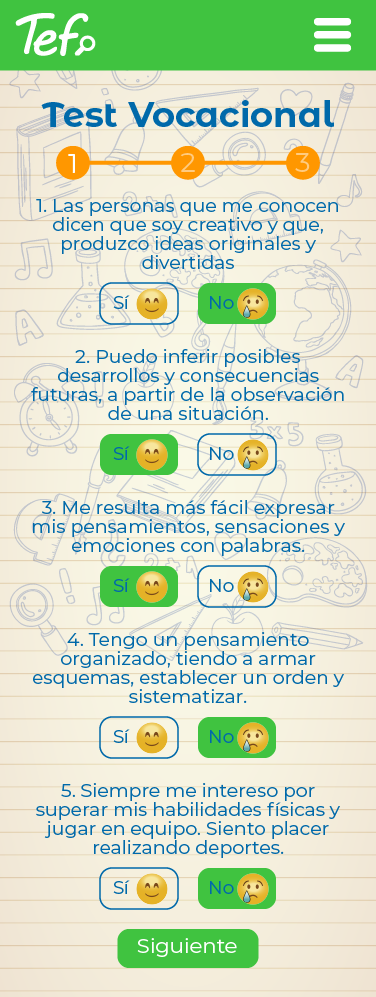 Tef
Test Vocacional
1 2 3
1. Las personas que me conocen
dicen que soy creativo y que,
produzco ideas originales y
divertidas
Sí No
2. Puedo inferir posibles
desarrollos y consecuencias
futuras, a partir de la observación
de una situación.
Sí No
3. Me resulta más fácil expresar
mis pensamientos, sensaciones y
emociones con palabras.
Sí No
4. Tengo un pensamiento
organizado, tiendo a armar
esquemas, establecer un orden y
sistematizar.
Sí No
5. Siempre me intereso por
superar mis habilidades físicas y
jugar en equipo. Siento placer
realizando deportes.
Sí No
Siguiente